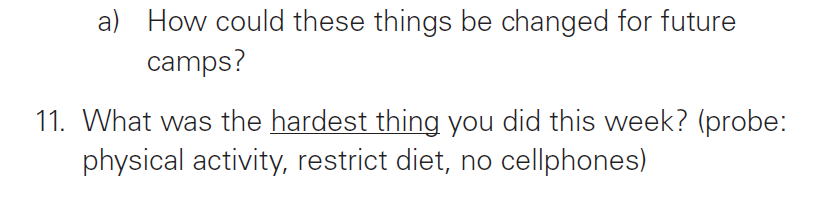 a) How could these things be changed for future
camps?
11. What was the hardest thing you did this week? (probe:
physical activity, restrict diet, no cellphones)